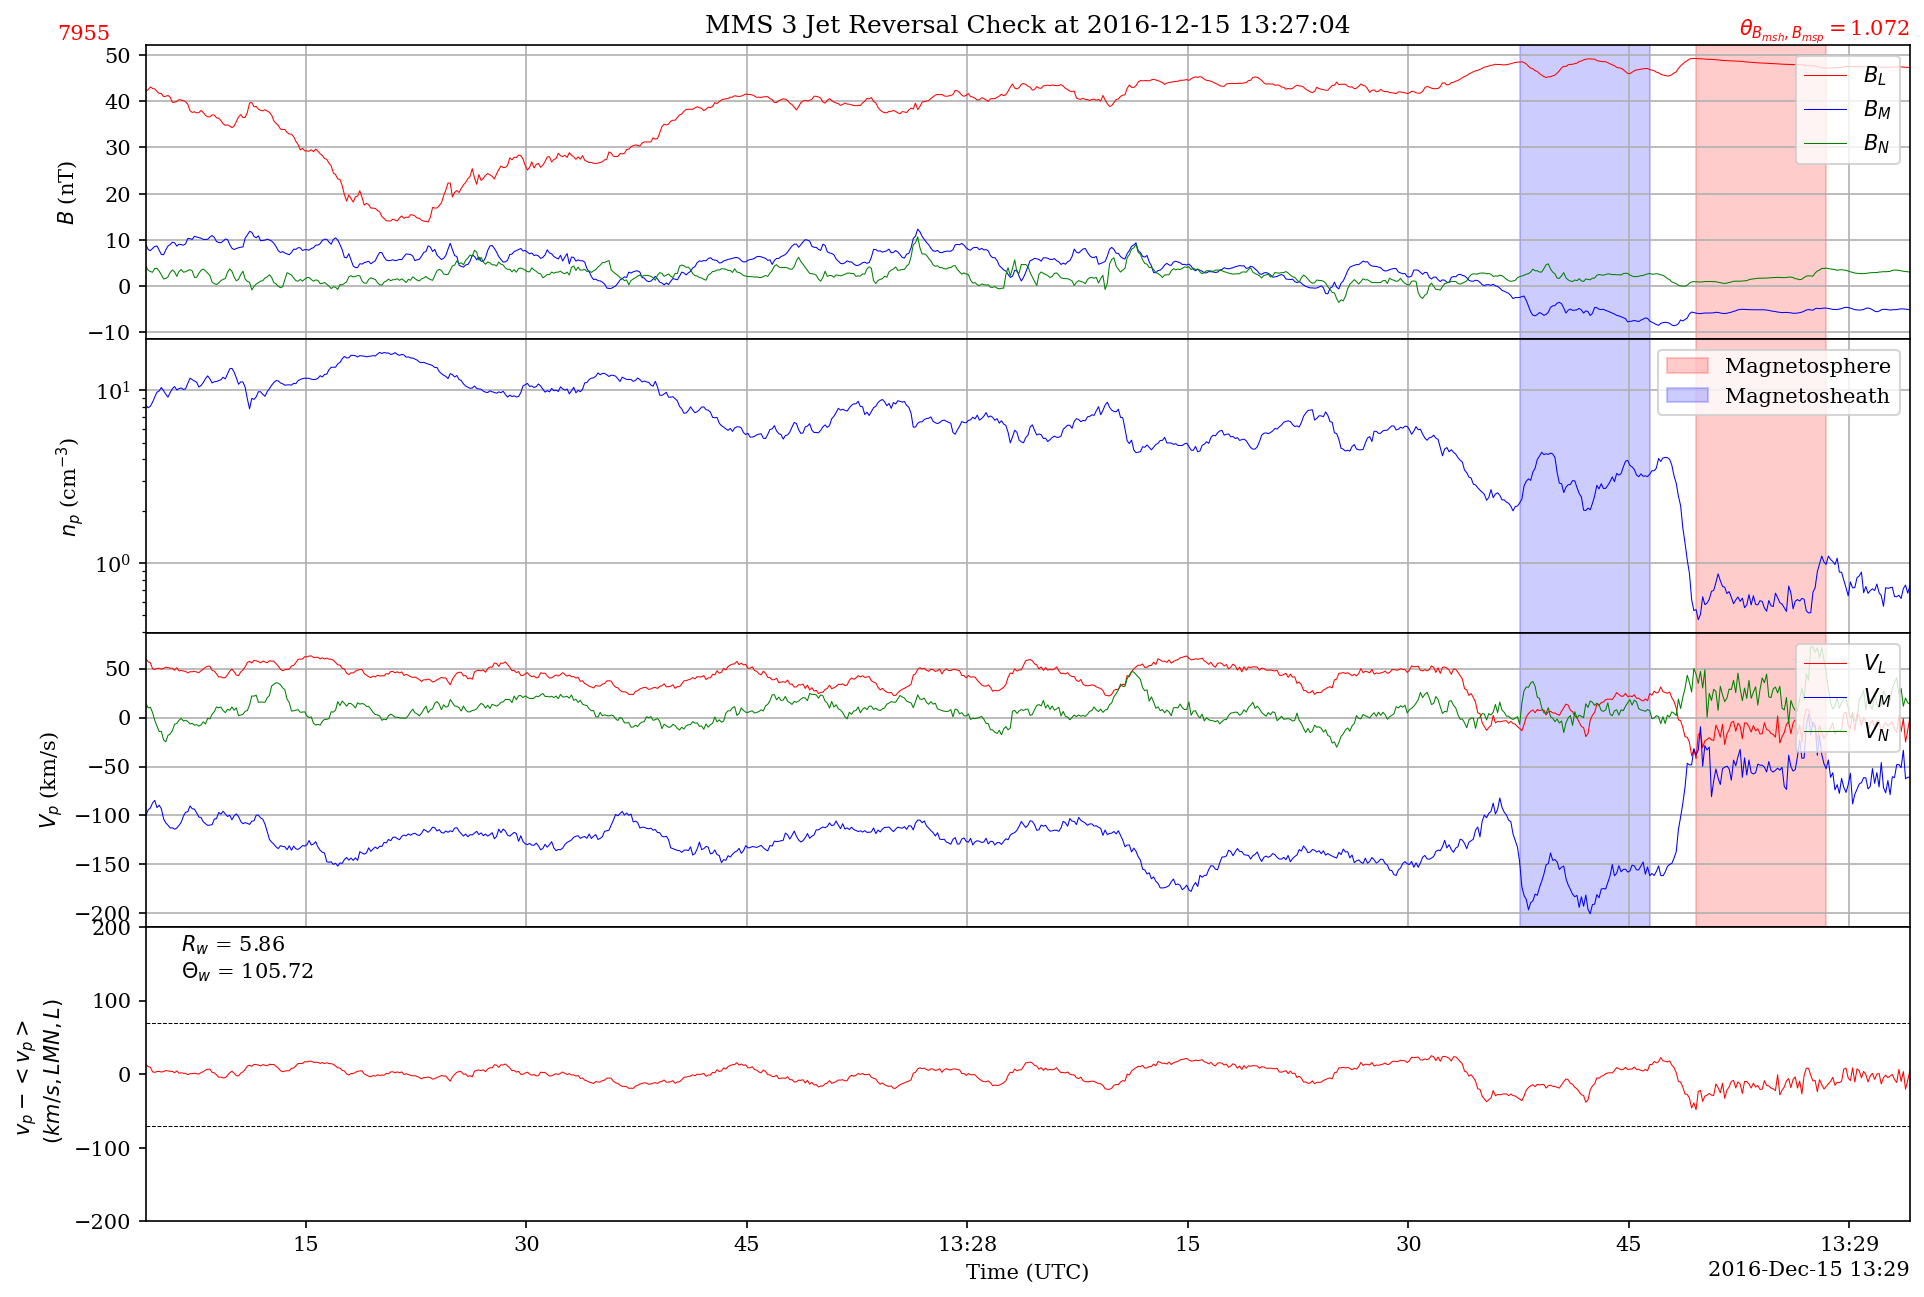 MMS 3 Jet Reversal Check at 2016-12-15 13:27:04
7955
θ_{B_{msh}, B_{msp}} = 1.072
B (nT)
50
40
30
20
10
0
−10
B_L
B_M
B_N
n_p (cm^{−3})
10^1
10^0
Magnetosphere
Magnetosheath
V_p (km/s)
50
0
−50
−100
−150
−200
V_L
V_M
V_N
v_p − < v_p >
(km/s, LMN, L)
200
100
0
−100
−200
R_w = 5.86
Θ_w = 105.72
15 30 45 13:28 15 30 45 13:29
Time (UTC)
2016-Dec-15 13:29